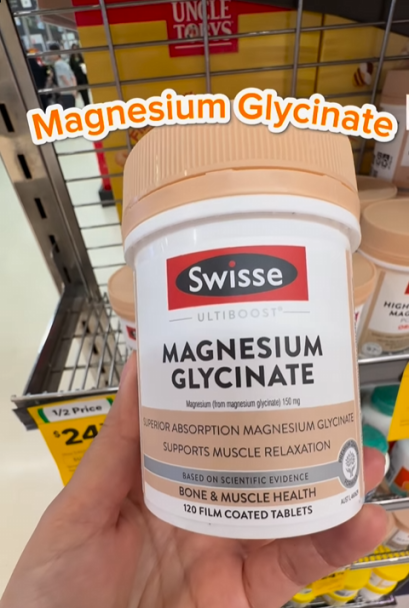 UNCLE
TOBYS
Magnesium Glycinate
Swisse
ULTIBOOST
MAGNESIUM
GLYCINATE
Magnesium (from magnesium glycinate) 150 mg
SUPERIOR ABSORPTION MAGNESIUM GLYCINATE
SUPPORTS MUSCLE RELAXATION
BASED ON SCIENTIFIC EVIDENCE
BONE & MUSCLE HEALTH
120 FILM COATED TABLETS
1/2 Price
$24